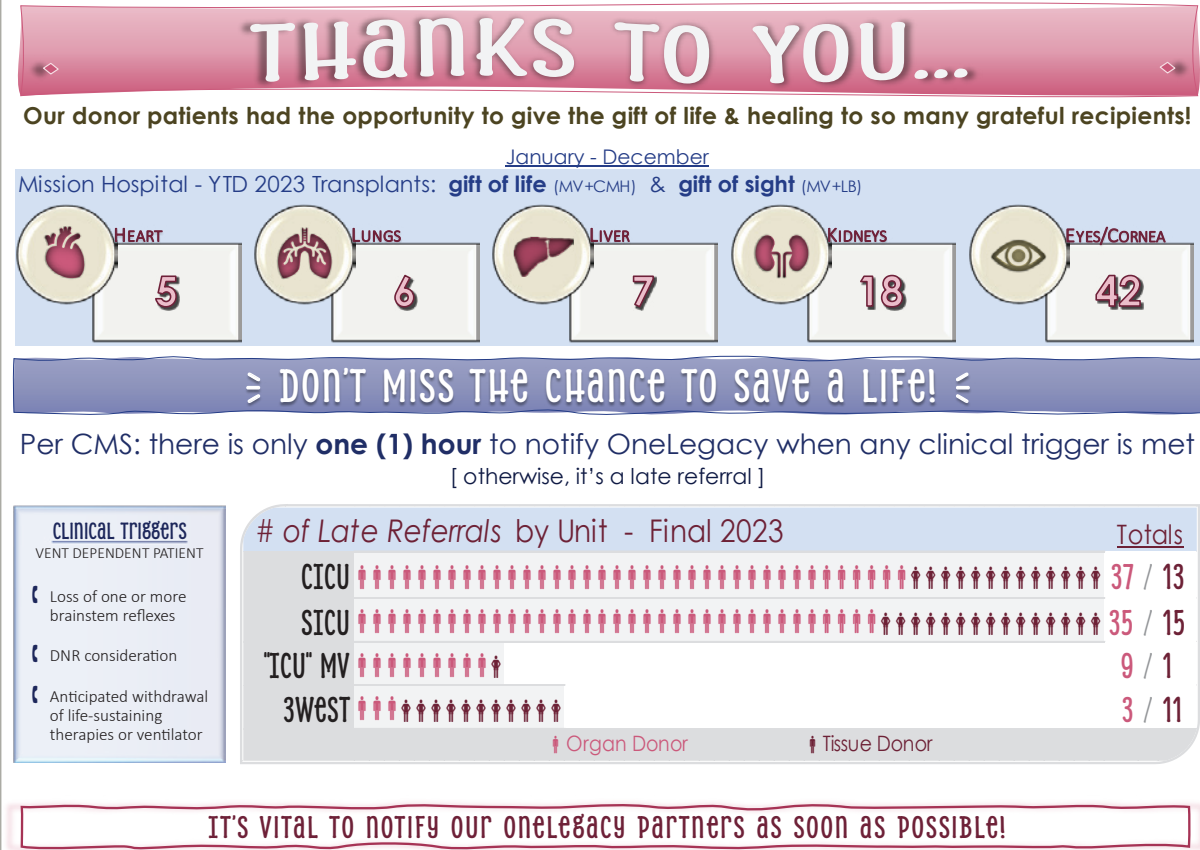 THANKS TO YOU...
Our donor patients had the opportunity to give the gift of life & healing to so many grateful recipients!
January - December
Mission Hospital - YTD 2023 Transplants: gift of life (MV+CMH) & gift of sight (MV+LB)
HEART
5
LUNGS
6
LIVER
7
KIDNEYS
18
EYES/CORNEA
42
DON'T MISS THE CHANCE TO SAVE A LIFE!
Per CMS: there is only one (1) hour to notify OneLegacy when any clinical trigger is met
[ otherwise, it's a late referral ]
CLINICAL TRIGGERS
VENT DEPENDENT PATIENT
Loss of one or more
brainstem reflexes
DNR consideration
Anticipated withdrawal
of life-sustaining
therapies or ventilator
# of Late Referrals by Unit - Final 2023 Totals
CICU 37 / 13
SICU 35 / 15
"ICU" MV 9 / 1
3WEST 3 / 11
Organ Donor Tissue Donor
IT'S VITAL TO NOTIFY OUR ONELEGACY PARTNERS AS SOON AS POSSIBLE!